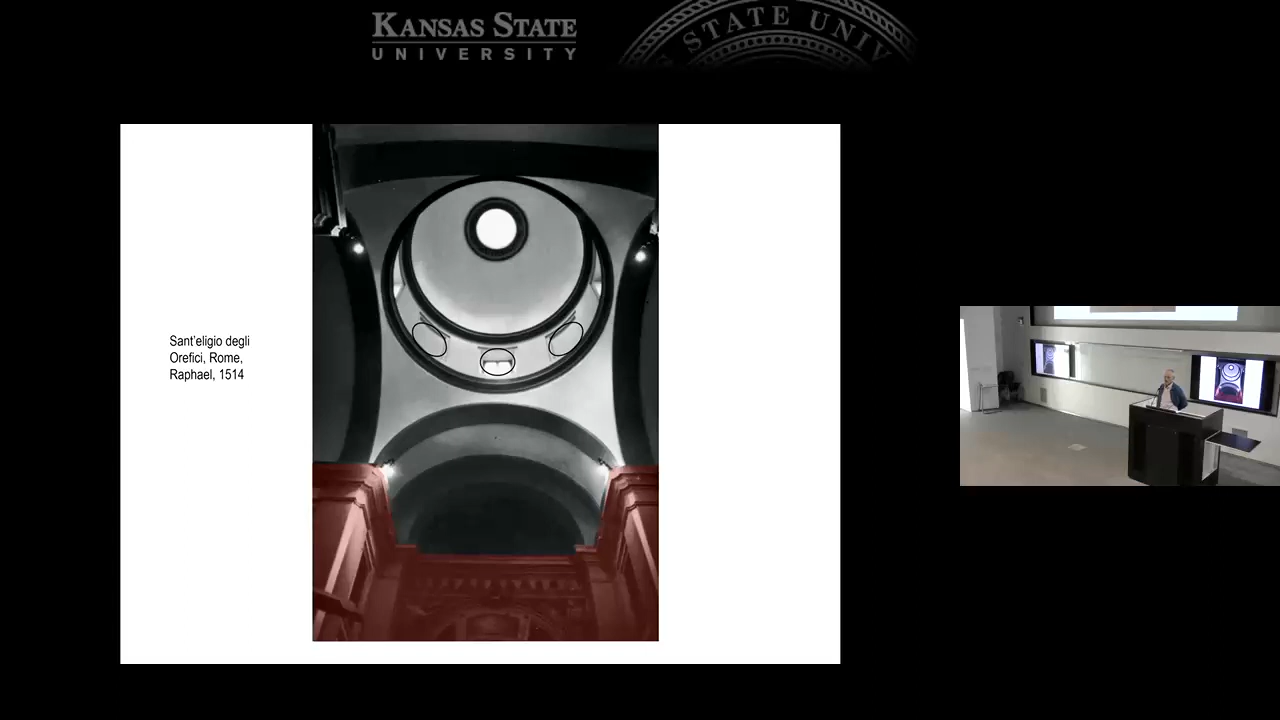 KANSAS STATE
UNIVERSITY
STATE UNIV
Sant'eligio degli
Orefici, Rome,
Raphael, 1514